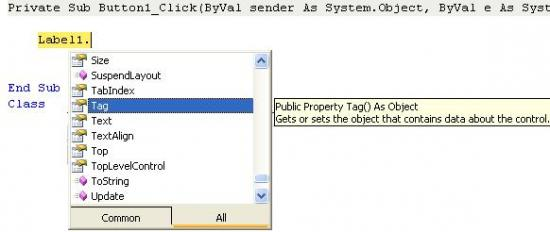 Private Sub Button1_Click(ByVal sender As System.Object, ByVal e As Syst
Label1.
Size
SuspendLayout
TabIndex
Tag
Text
TextAlign
Top
TopLevelControl
ToString
Update
Common All
Public Property Tag() As Object
Gets or sets the object that contains data about the control.
End Sub
Class